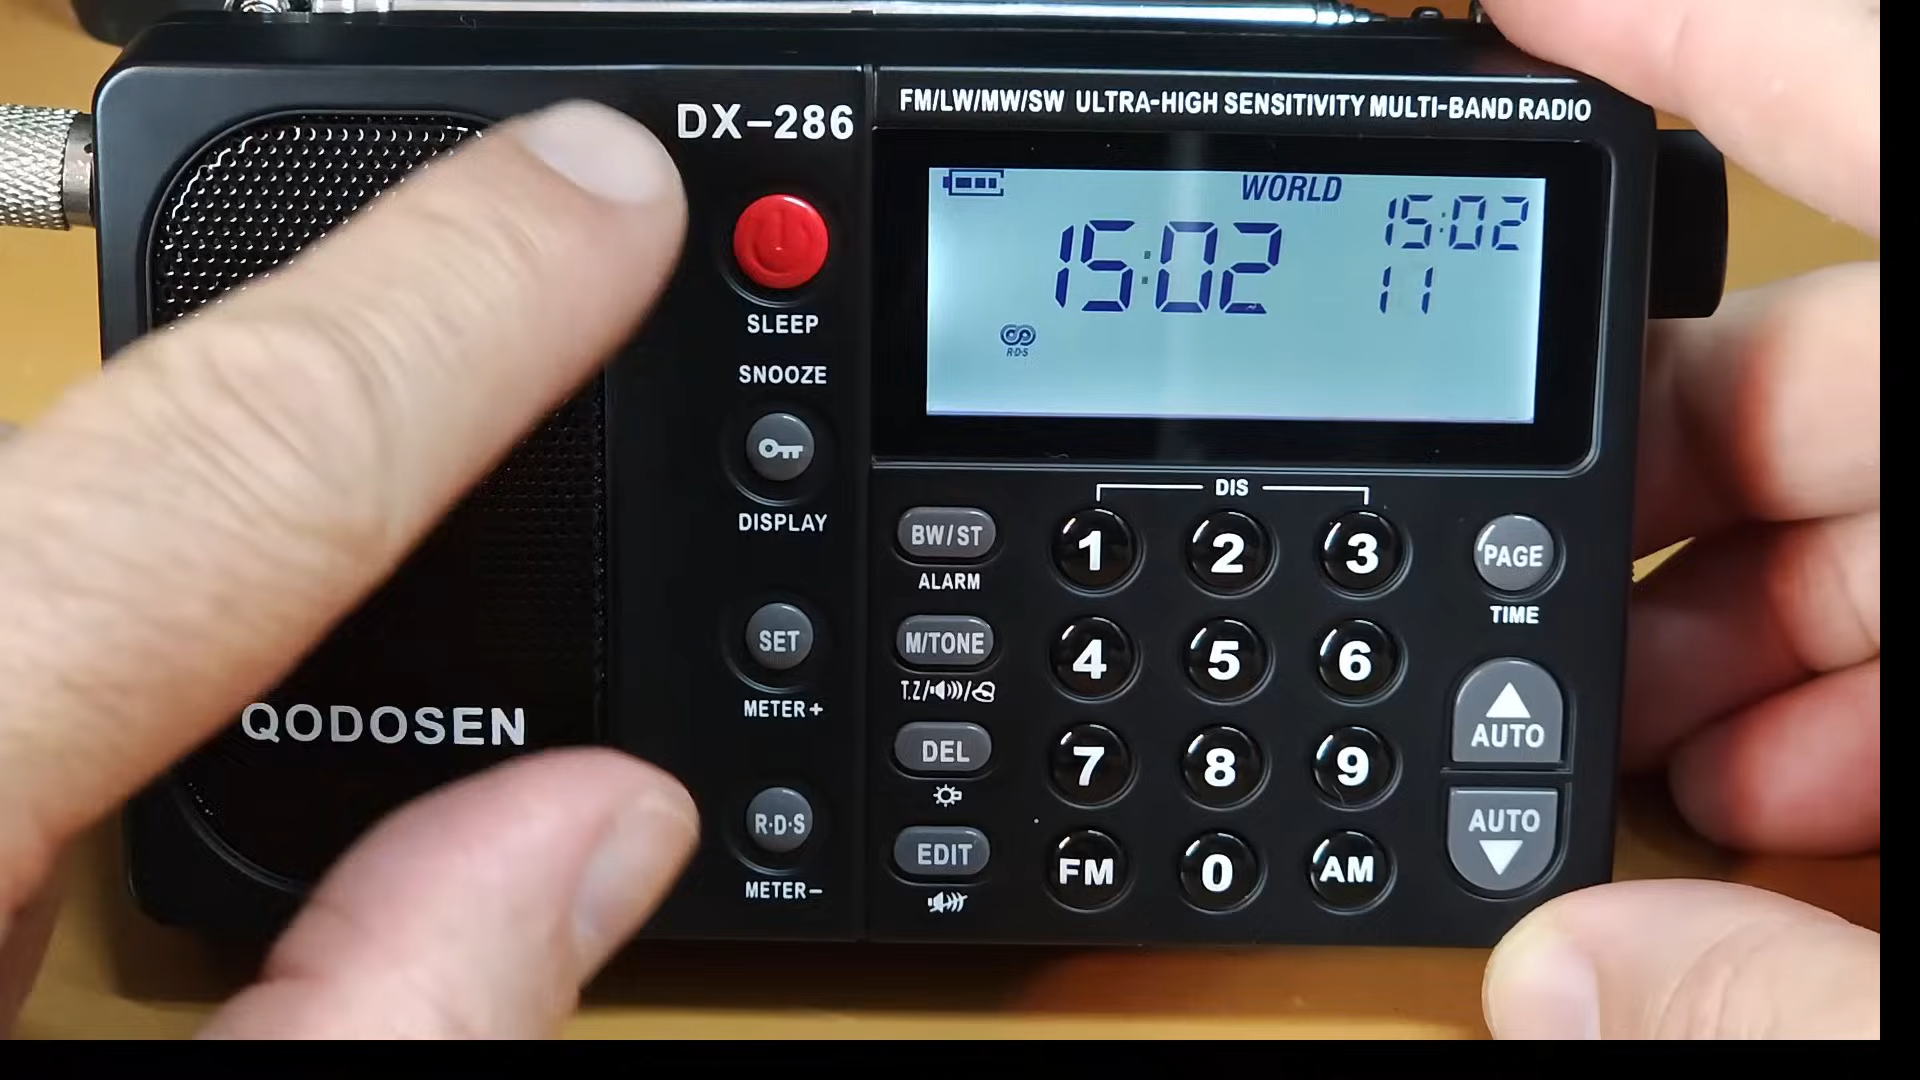 DX-286
FM/LW/MW/SW ULTRA-HIGH SENSITIVITY MULTI-BAND RADIO
WORLD
15:02
15:02
11
R·D·S
SLEEP
SNOOZE
DISPLAY
SET
METER+
R·D·S
METER-
QODOSEN
DIS
BW/ST
ALARM
1 2 3
PAGE
TIME
M/TONE
T.Z/
4 5 6
AUTO
DEL
7 8 9
AUTO
EDIT
FM 0 AM